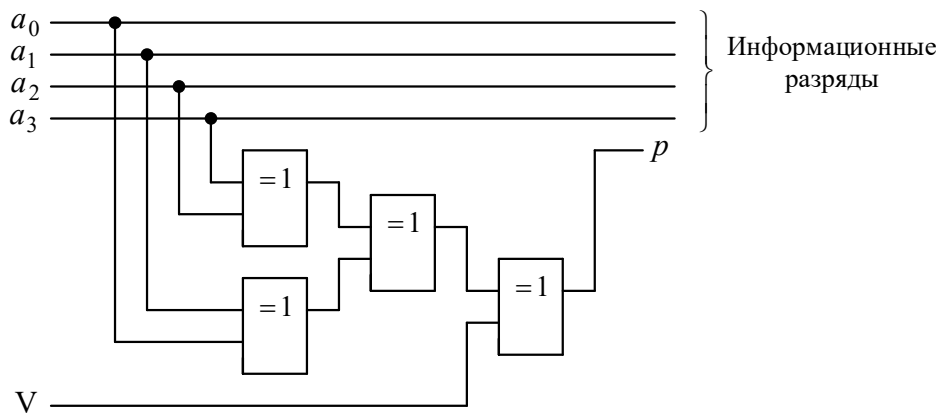 a0
a1
a2
a3
Информационные
разряды
p
=1
=1
=1
=1
V